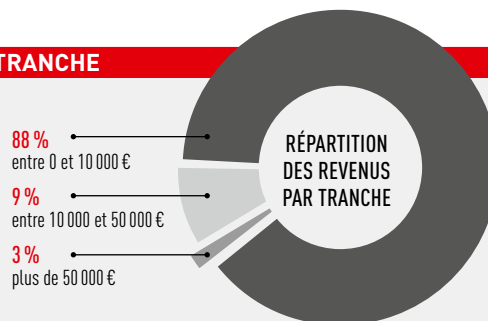 TRANCHE
88 %
entre 0 et 10 000 €
9 %
entre 10 000 et 50 000 €
3 %
plus de 50 000 €
RÉPARTITION
DES REVENUS
PAR TRANCHE